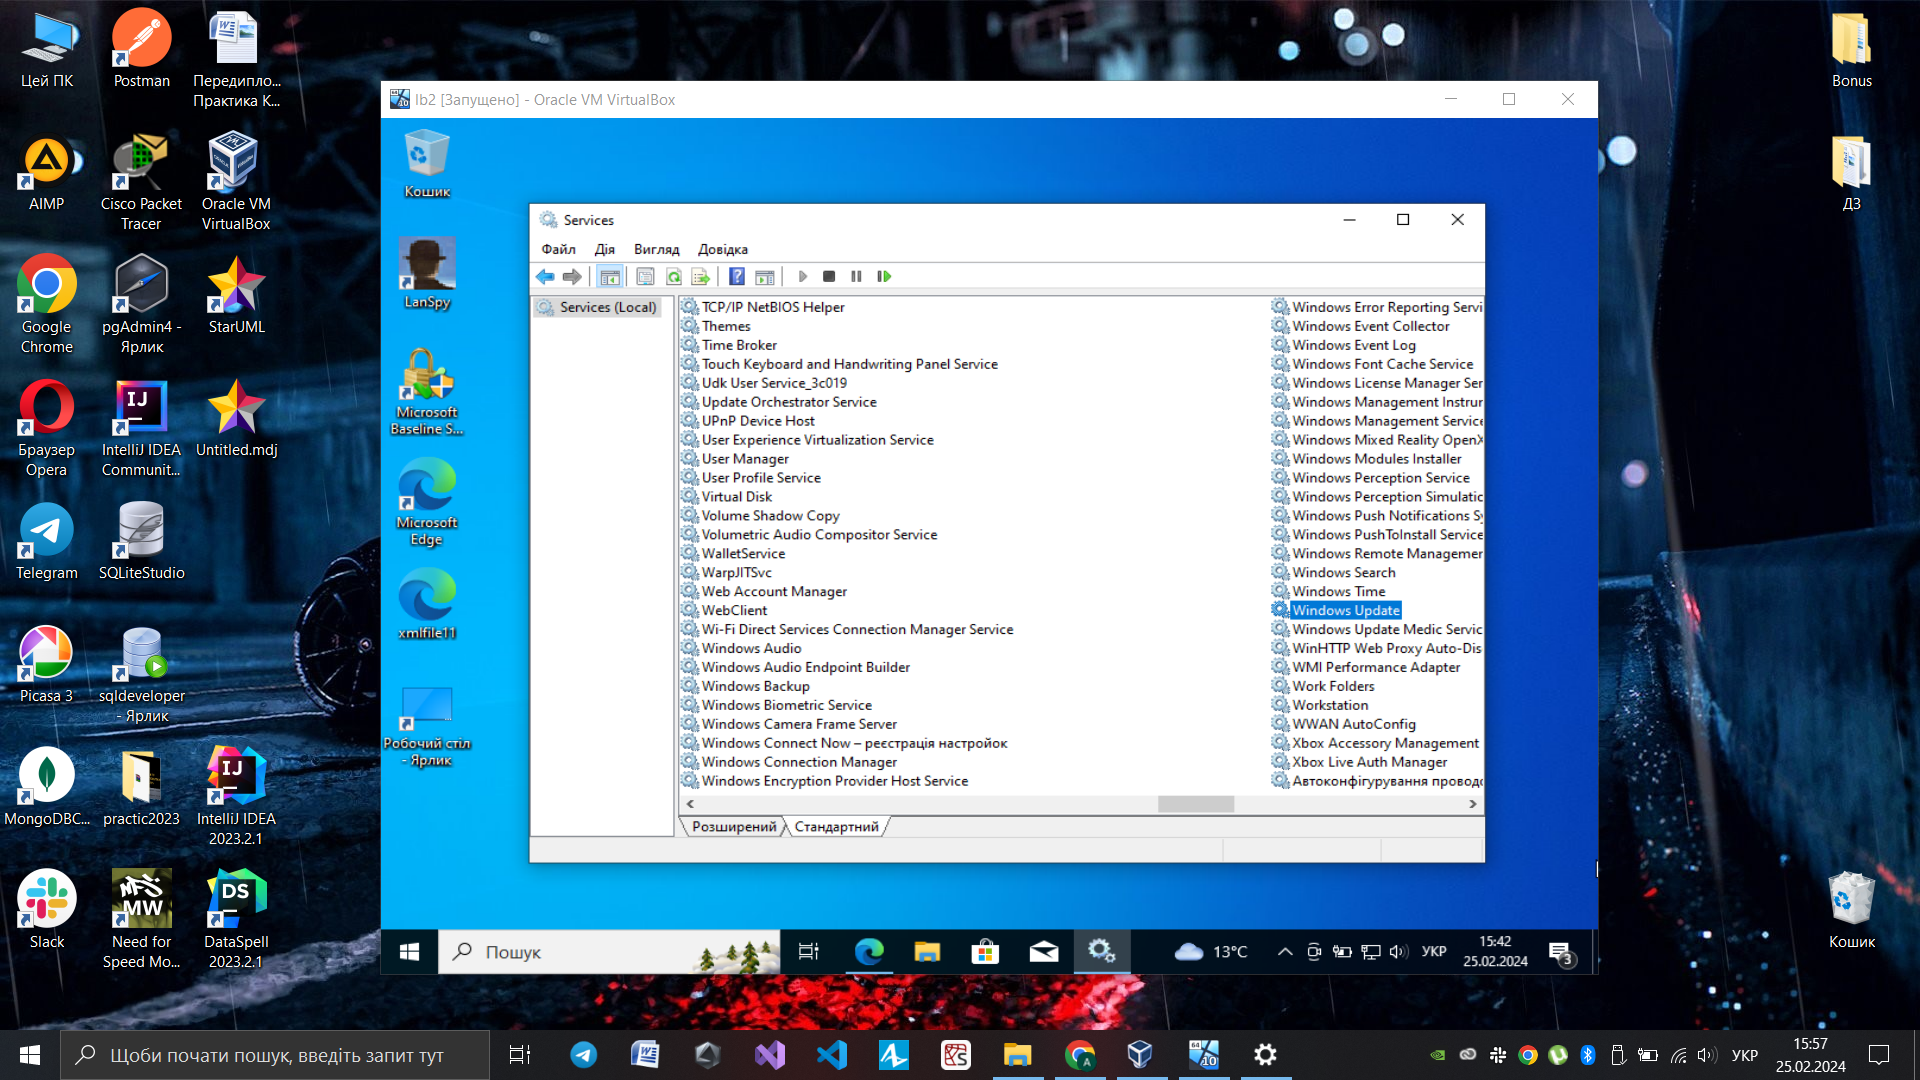 Цей ПК
Postman
Передипло...
Практика К...
AIMP
Cisco Packet
Tracer
Oracle VM
VirtualBox
Google
Chrome
pgAdmin4 -
Ярлик
StarUML
Браузер
Opera
IntelliJ IDEA
Communit...
Untitled.mdj
Telegram
SQLiteStudio
Picasa 3
sqldeveloper
- Ярлик
MongoDBC...
practic2023
IntelliJ IDEA
2023.2.1
Slack
Need for
Speed Mo...
DataSpell
2023.2.1
Bonus
ДЗ
Кошик
lb2 [Запущено] - Oracle VM VirtualBox
Кошик
LanSpy
Microsoft
Baseline S...
Microsoft
Edge
xmlfile11
Робочий стіл
- Ярлик
Services
Файл Дія Вигляд Довідка
Services (Local)
TCP/IP NetBIOS Helper
Themes
Time Broker
Touch Keyboard and Handwriting Panel Service
Udk User Service_3c019
Update Orchestrator Service
UPnP Device Host
User Experience Virtualization Service
User Manager
User Profile Service
Virtual Disk
Volume Shadow Copy
Volumetric Audio Compositor Service
WalletService
WarpJITSvc
Web Account Manager
WebClient
Wi-Fi Direct Services Connection Manager Service
Windows Audio
Windows Audio Endpoint Builder
Windows Backup
Windows Biometric Service
Windows Camera Frame Server
Windows Connect Now – реєстрація настройок
Windows Connection Manager
Windows Encryption Provider Host Service
Windows Error Reporting Servi
Windows Event Collector
Windows Event Log
Windows Font Cache Service
Windows License Manager Ser
Windows Management Instrur
Windows Management Service
Windows Mixed Reality OpenX
Windows Modules Installer
Windows Perception Service
Windows Perception Simulatic
Windows Push Notifications Sy
Windows PushToInstall Service
Windows Remote Managemer
Windows Search
Windows Time
Windows Update
Windows Update Medic Servic
WinHTTP Web Proxy Auto-Dis
WMI Performance Adapter
Work Folders
Workstation
WWAN AutoConfig
Xbox Accessory Management
Xbox Live Auth Manager
Автоконфігурування провод
Розширений Стандартний
Пошук
13°C
УКР
15:42
25.02.2024
3
Щоби почати пошук, введіть запит тут
УКР
15:57
25.02.2024